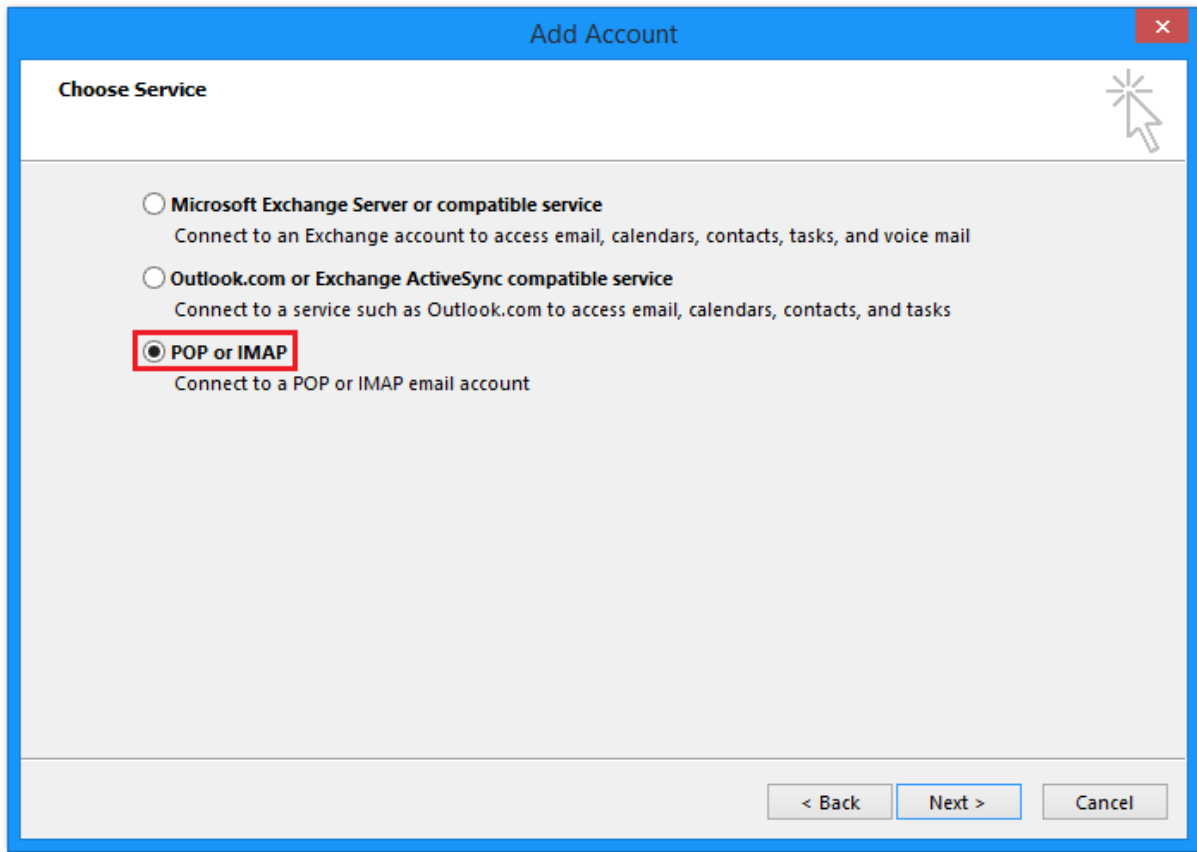 Add Account
Choose Service
Microsoft Exchange Server or compatible service
Connect to an Exchange account to access email, calendars, contacts, tasks, and voice mail
Outlook.com or Exchange ActiveSync compatible service
Connect to a service such as Outlook.com to access email, calendars, contacts, and tasks
POP or IMAP
Connect to a POP or IMAP email account
< Back Next > Cancel